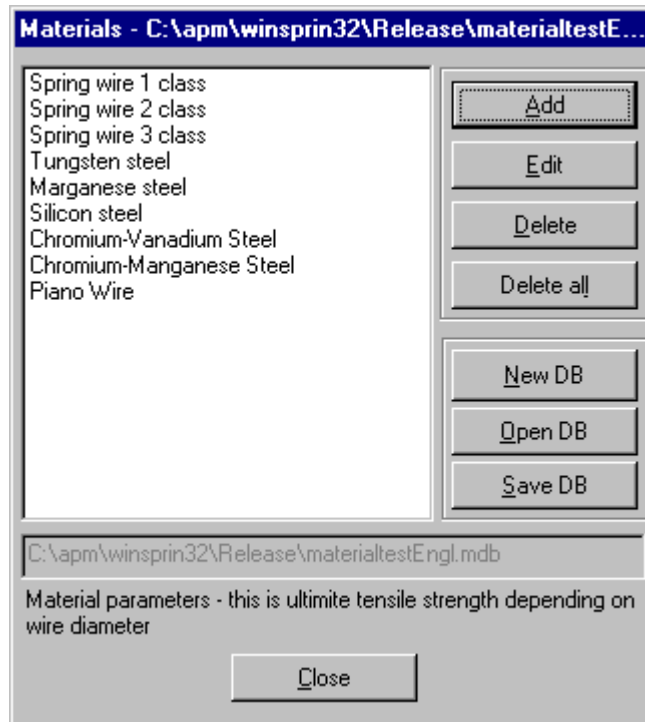 Materials - C:\apm\winsprin32\Release\materialtestE...
Spring wire 1 class
Spring wire 2 class
Spring wire 3 class
Tungsten steel
Marganese steel
Silicon steel
Chromium-Vanadium Steel
Chromium-Manganese Steel
Piano Wire
Add
Edit
Delete
Delete all
New DB
Open DB
Save DB
C:\apm\winsprin32\Release\materialtestEngl.mdb
Material parameters - this is ultimite tensile strength depending on
wire diameter
Close